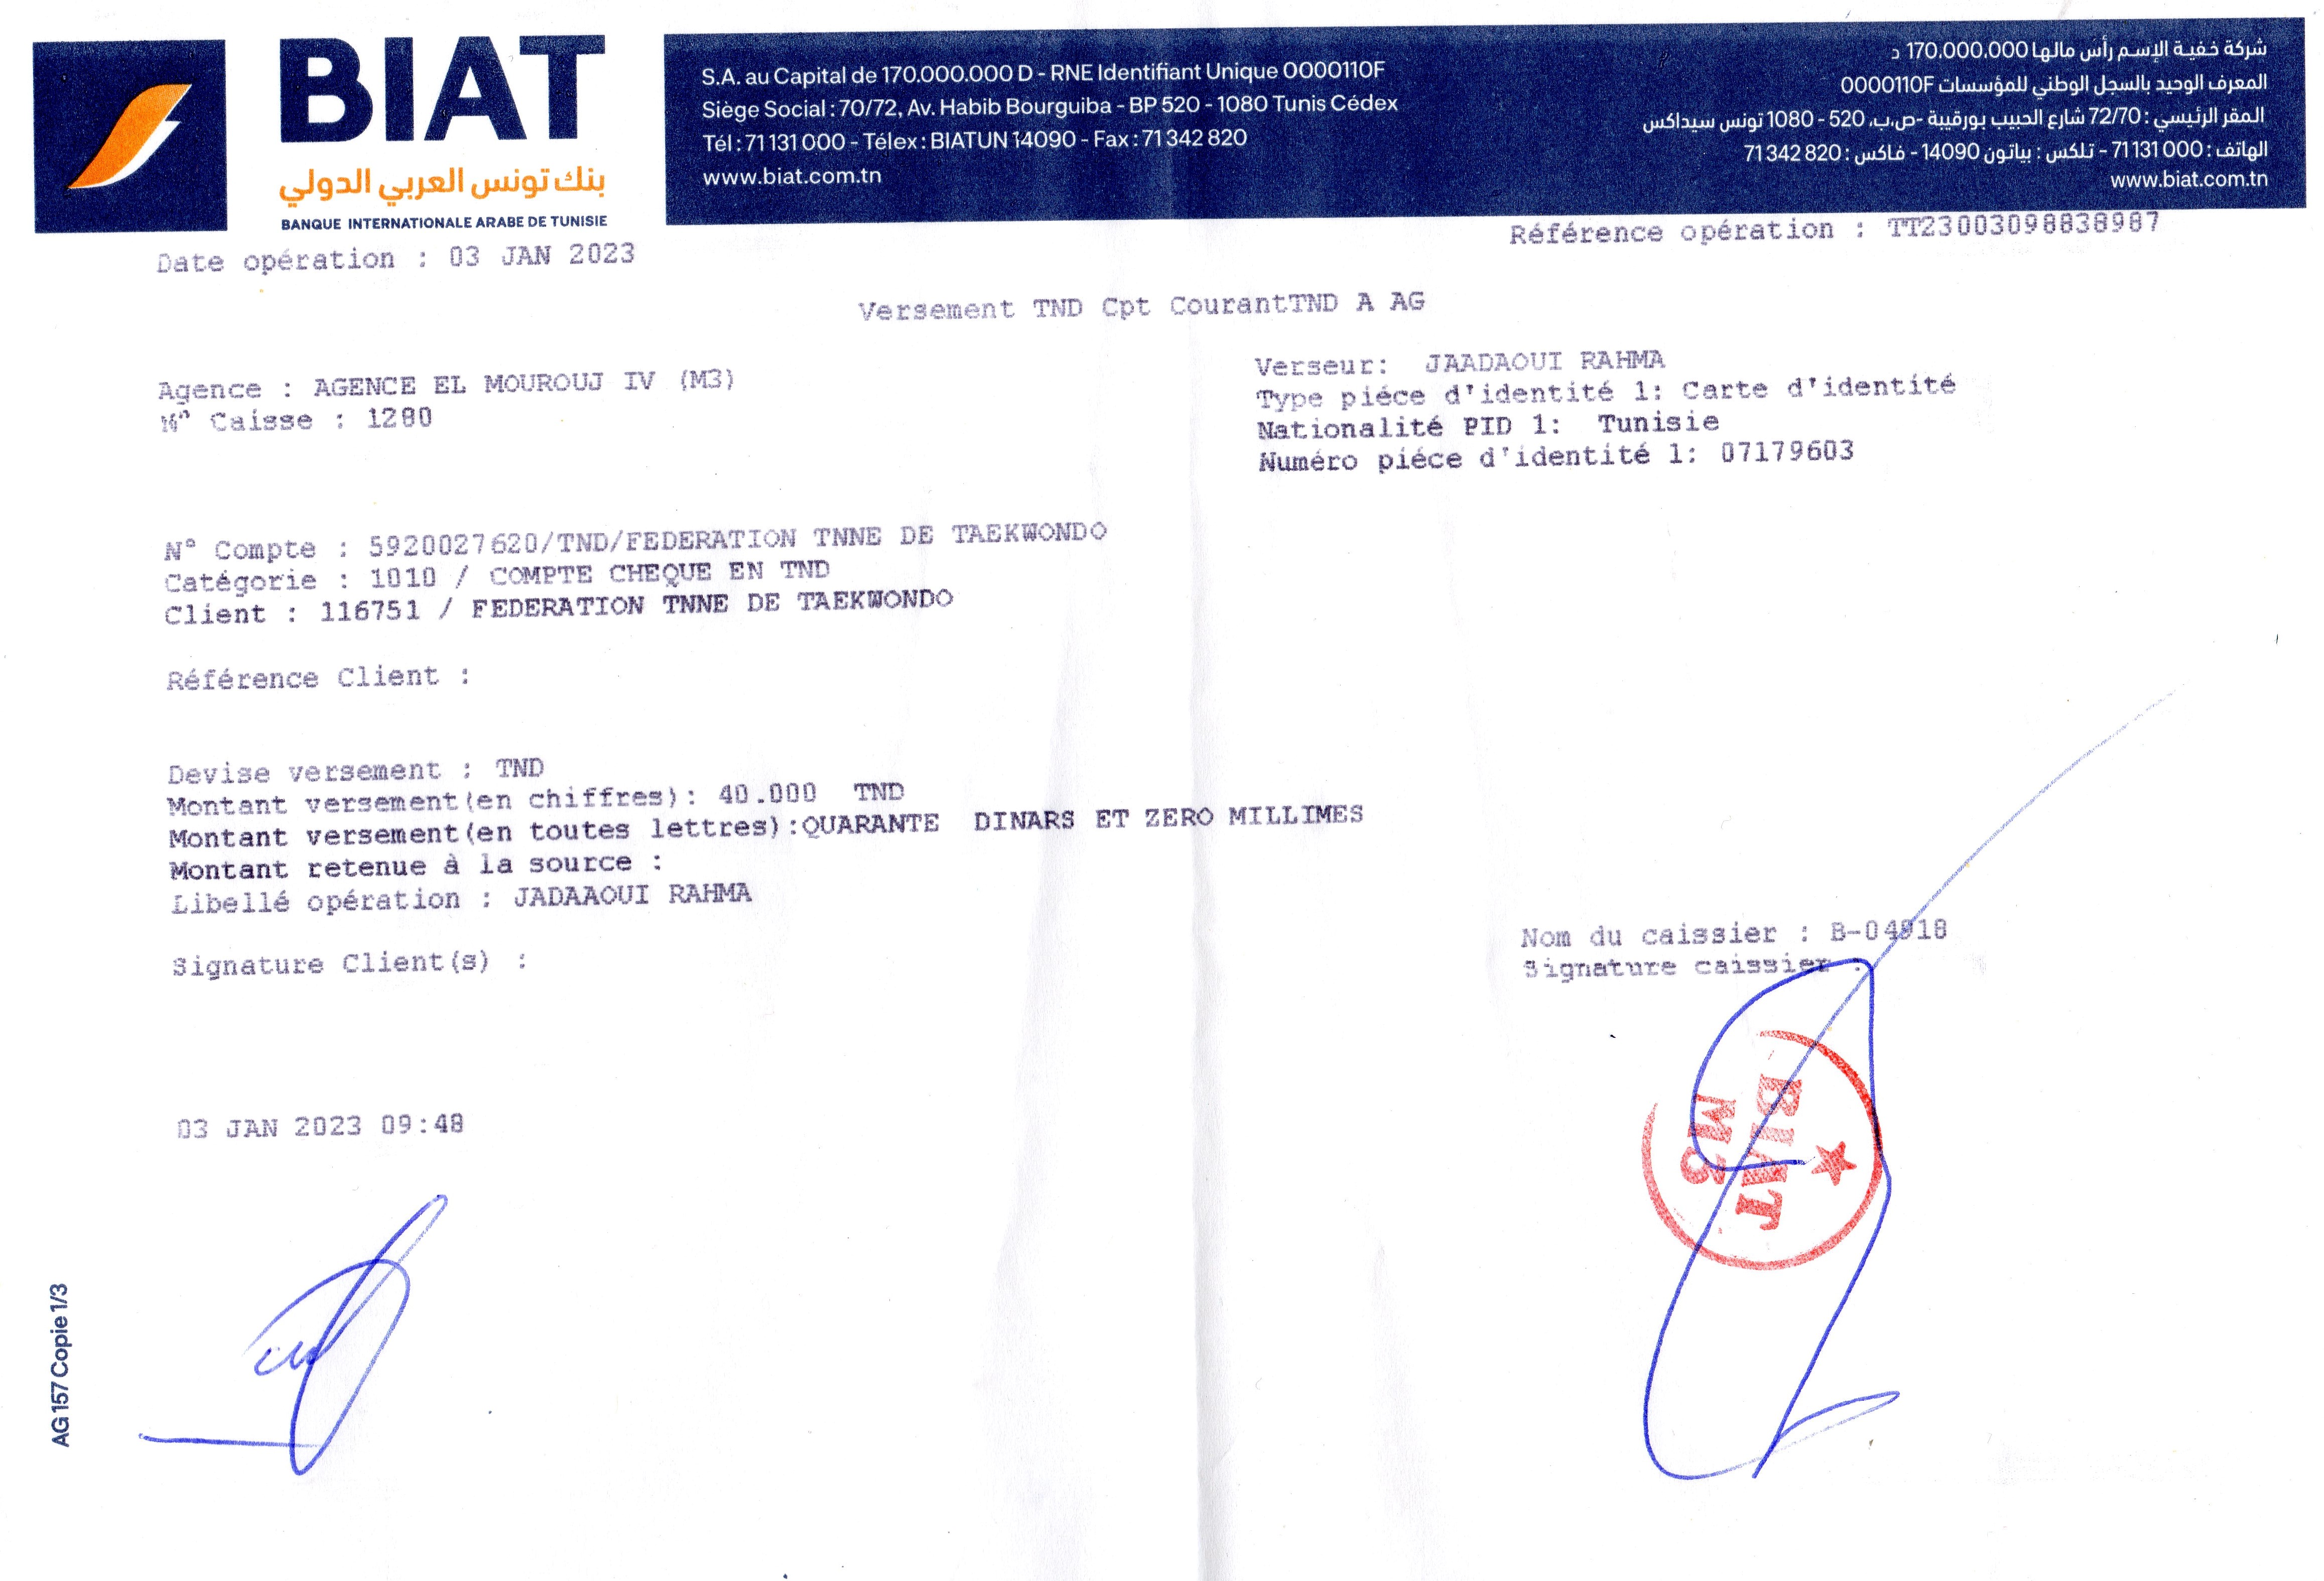 BIAT
بنك تونس العربي الدولي
BANQUE INTERNATIONALE ARABE DE TUNISIE
S.A. au Capital de 170.000.000 D - RNE Identifiant Unique 0000110F
Siège Social : 70/72, Av. Habib Bourguiba - BP 520 - 1080 Tunis Cédex
Tél : 71 131 000 - Télex : BIATUN 14090 - Fax : 71 342 820
www.biat.com.tn
شركة خفية الإسم رأس مالها 170.000.000 د
المعرف الوحيد بالسجل الوطني للمؤسسات 0000110F
المقر الرئيسي : 72/70 شارع الحبيب بورقيبة -ص.ب. 520 - 1080 تونس سيداكس
الهاتف : 71 131 000 - تلكس : بياتون 14090 - فاكس : 71 342 820
www.biat.com.tn
Référence opération : TT23003098838987
Date opération : 03 JAN 2023
Versement TND Cpt CourantTND A AG
Agence : AGENCE EL MOUROUJ IV (M3)
N° Caisse : 1280
Verseur: JAADAOUI RAHMA
Type piéce d'identité 1: Carte d'identité
Nationalité PID 1: Tunisie
Numéro piéce d'identité 1: 07179603
N° Compte : 5920027620/TND/FEDERATION TNNE DE TAEKWONDO
Catégorie : 1010 / COMPTE CHEQUE EN TND
Client : 116751 / FEDERATION TNNE DE TAEKWONDO
Référence Client :
Devise versement : TND
Montant versement(en chiffres): 40.000 TND
Montant versement(en toutes lettres):QUARANTE DINARS ET ZERO MILLIMES
Montant retenue à la source :
Libellé opération : JADAAOUI RAHMA
Signature Client(s) :
Nom du caissier : B-04918
Signature caissier :
BIAT
M3
03 JAN 2023 09:48
AG 157 Copie 1/3